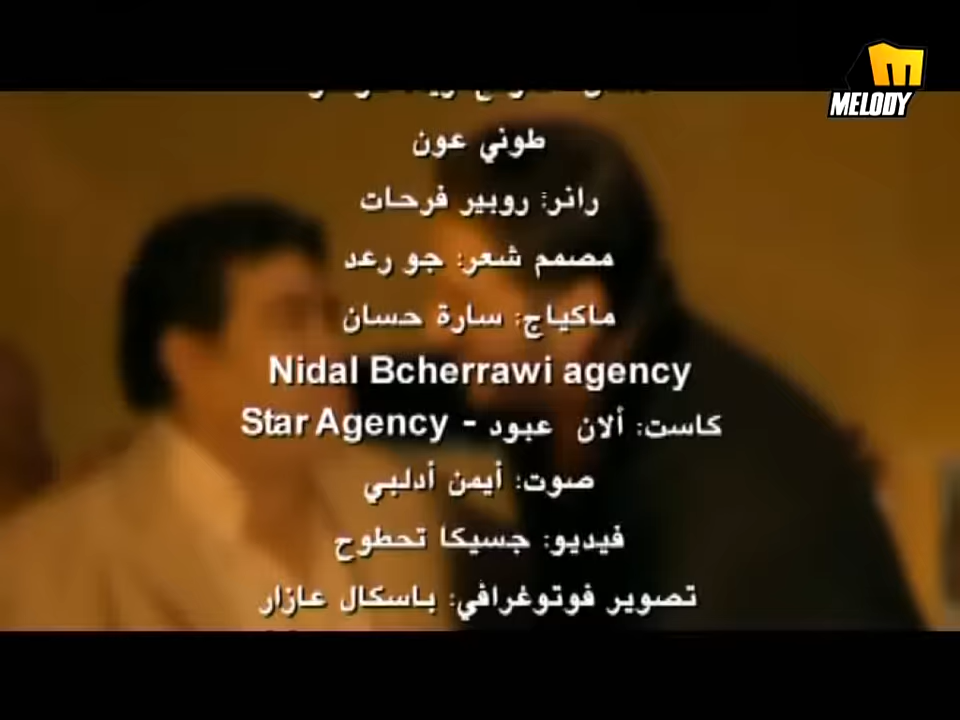 MELODY
طوني عون
رانر: روبير فرحات
مصمم شعر: جو رعد
ماكياج: سارة حسان
Nidal Bcherrawi agency
كاست: ألان عبود - Star Agency
صوت: أيمن أدلبي
فيديو: جسيكا تحطوح
تصوير فوتوغرافي: باسكال عازار